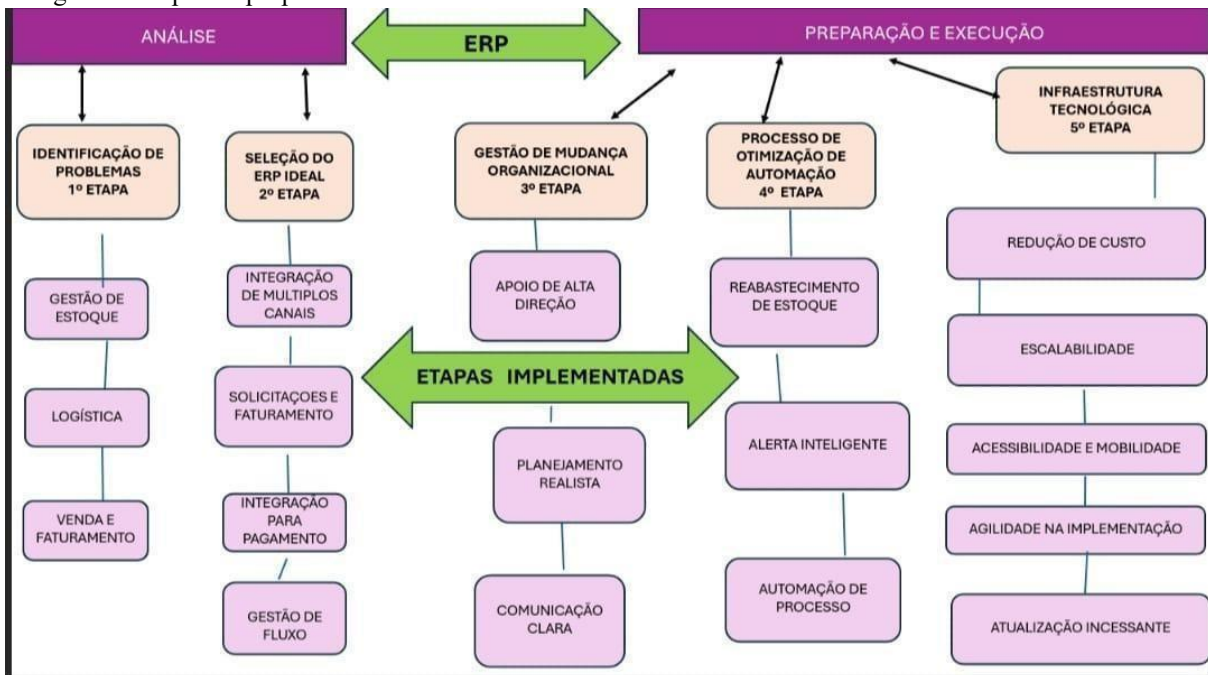 ANÁLISE
ERP
PREPARAÇÃO E EXECUÇÃO
IDENTIFICAÇÃO DE
PROBLEMAS
1º ETAPA
GESTÃO DE
ESTOQUE
LOGÍSTICA
VENDA E
FATURAMENTO
SELEÇÃO DO
ERP IDEAL
2º ETAPA
INTEGRAÇÃO
DE MULTIPLOS
CANAIS
SOLICITAÇOES E
FATURAMENTO
INTEGRAÇÃO
PARA
PAGAMENTO
GESTÃO DE
FLUXO
GESTÃO DE MUDANÇA
ORGANIZACIONAL
3º ETAPA
APOIO DE ALTA
DIREÇÃO
ETAPAS IMPLEMENTADAS
PLANEJAMENTO
REALISTA
COMUNICAÇÃO
CLARA
PROCESSO DE
OTIMIZAÇÃO DE
AUTOMAÇÃO
4º ETAPA
REABASTECIMENTO
DE ESTOQUE
ALERTA INTELIGENTE
AUTOMAÇÃO DE
PROCESSO
INFRAESTRUTURA
TECNOLÓGICA
5º ETAPA
REDUÇÃO DE CUSTO
ESCALABILIDADE
ACESSIBILIDADE E MOBILIDADE
AGILIDADE NA IMPLEMENTAÇÃO
ATUALIZAÇÃO INCESSANTE